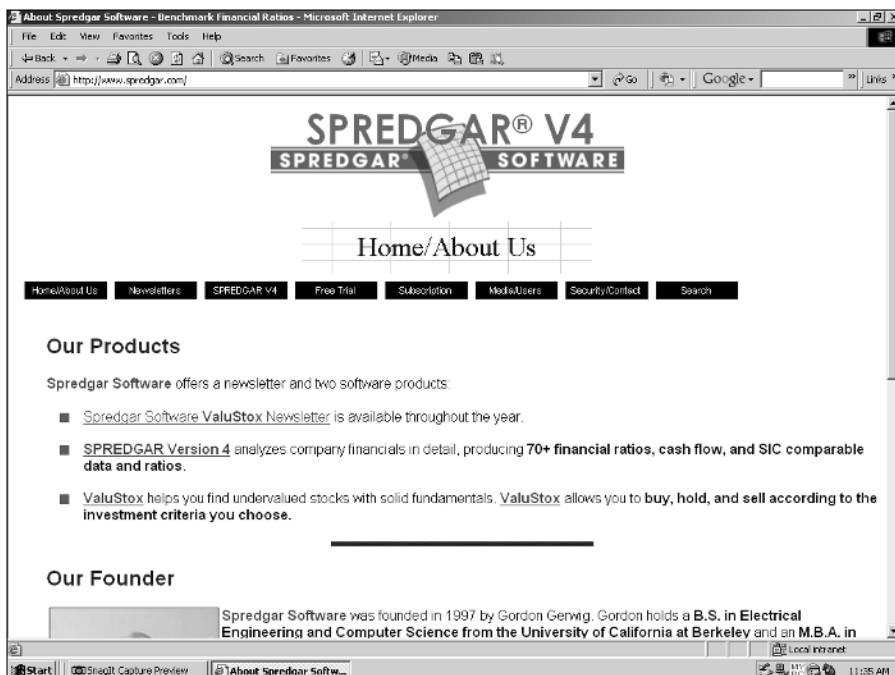 About Spredgar Software - Benchmark Financial Ratios - Microsoft Internet Explorer
File Edit View Favorites Tools Help
Back Search Favorites Media
Address http://www.spredgar.com/ Go Google Links
SPREDGAR® V4
SPREDGAR® SOFTWARE
Home/About Us
Home/About Us Newsletters SPREDGAR V4 Free Trial Subscription Media/Users Security/Contact Search
Our Products
Spredgar Software offers a newsletter and two software products:
Spredgar Software ValuStox Newsletter is available throughout the year.
SPREDGAR Version 4 analyzes company financials in detail, producing 70+ financial ratios, cash flow, and SIC comparable
data and ratios.
ValuStox helps you find undervalued stocks with solid fundamentals. ValuStox allows you to buy, hold, and sell according to the
investment criteria you choose.
Our Founder
Spredgar Software was founded in 1997 by Gordon Gerwig. Gordon holds a B.S. in Electrical
Engineering and Computer Science from the University of California at Berkeley and an M.B.A. in
Local intranet
Start SnagIt Capture Preview About Spredgar Softw... 11:35 AM